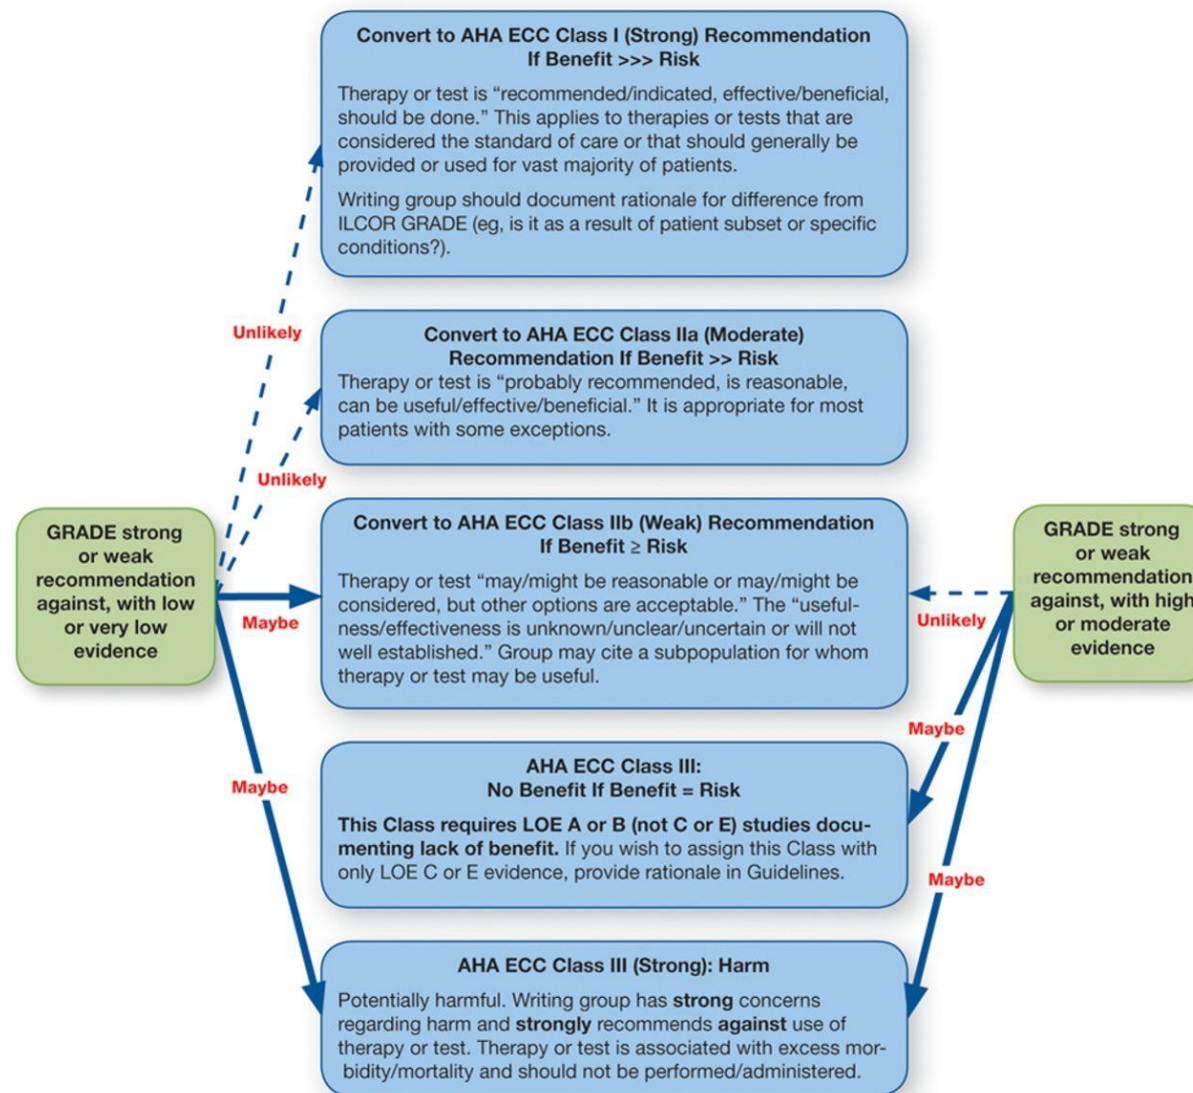 Convert to AHA ECC Class I (Strong) Recommendation
If Benefit >>> Risk
Therapy or test is “recommended/indicated, effective/beneficial,
should be done.” This applies to therapies or tests that are
considered the standard of care or that should generally be
provided or used for vast majority of patients.
Writing group should document rationale for difference from
ILCOR GRADE (eg, is it as a result of patient subset or specific
conditions?).
Unlikely
Convert to AHA ECC Class IIa (Moderate)
Recommendation If Benefit >> Risk
Therapy or test is “probably recommended, is reasonable,
can be useful/effective/beneficial.” It is appropriate for most
patients with some exceptions.
Unlikely
GRADE strong
or weak
recommendation
against, with low
or very low
evidence
Maybe
Convert to AHA ECC Class IIb (Weak) Recommendation
If Benefit ≥ Risk
Therapy or test “may/might be reasonable or may/might be
considered, but other options are acceptable.” The “useful-
ness/effectiveness is unknown/unclear/uncertain or will not
well established.” Group may cite a subpopulation for whom
therapy or test may be useful.
Unlikely
GRADE strong
or weak
recommendation
against, with high
or moderate
evidence
Maybe
AHA ECC Class III:
No Benefit If Benefit = Risk
This Class requires LOE A or B (not C or E) studies docu-
menting lack of benefit. If you wish to assign this Class with
only LOE C or E evidence, provide rationale in Guidelines.
Maybe
Maybe
AHA ECC Class III (Strong): Harm
Potentially harmful. Writing group has strong concerns
regarding harm and strongly recommends against use of
therapy or test. Therapy or test is associated with excess mor-
bidity/mortality and should not be performed/administered.